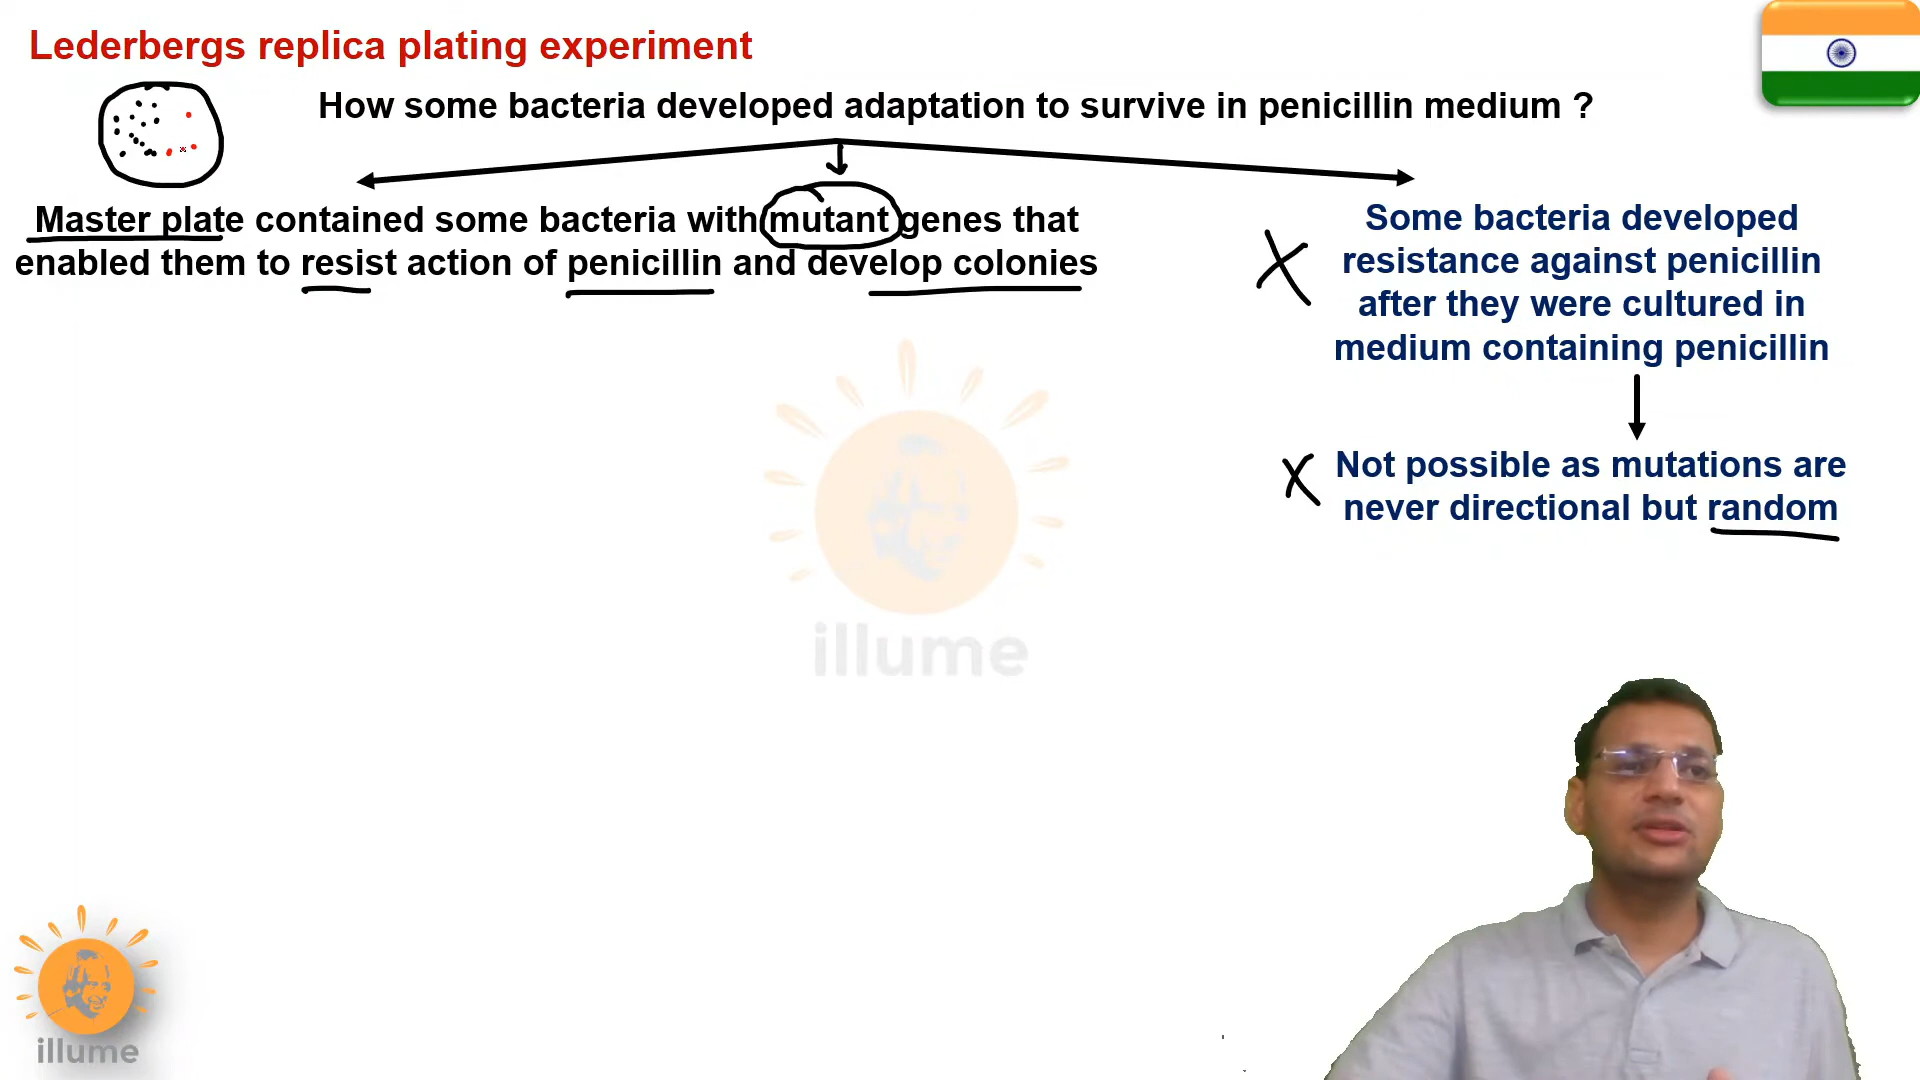 Lederbergs replica plating experiment
How some bacteria developed adaptation to survive in penicillin medium ?
Master plate contained some bacteria with mutant genes that
enabled them to resist action of penicillin and develop colonies
Some bacteria developed
resistance against penicillin
after they were cultured in
medium containing penicillin
Not possible as mutations are
never directional but random
illume
illume